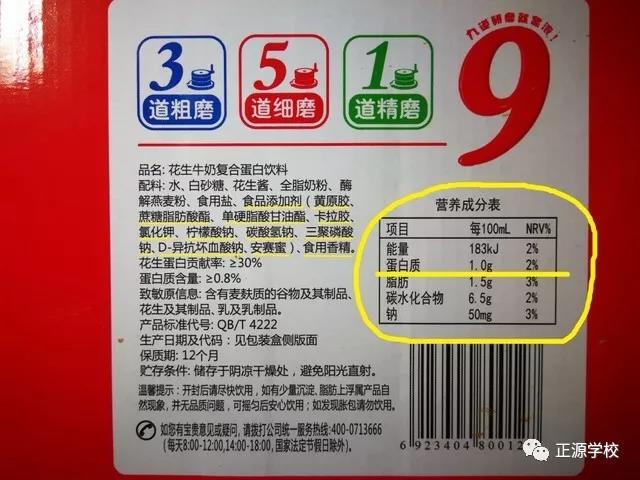 九道研磨蒸煮液!
9
3
道粗磨
5
道细磨
1
道精磨
品名: 花生牛奶复合蛋白饮料
配料: 水、白砂糖、花生酱、全脂奶粉、酶
解燕麦粉、食用盐、食品添加剂 (黄原胶、
蔗糖脂肪酸酯、单硬脂酸甘油酯、卡拉胶、
氯化钾、柠檬酸钠、碳酸氢钠、三聚磷酸
钠、D-异抗坏血酸钠、安赛蜜)、食用香精。
花生蛋白贡献率: ≥30%
蛋白质含量: ≥0.8%
致敏原信息: 含有麦麸质的谷物及其制品、
花生及其制品、乳及乳制品。
产品标准代号: QB/T 4222
生产日期及代码: 见包装盒侧版面
保质期: 12个月
贮存条件: 储存于阴凉干燥处, 避免阳光直射。
温馨提示: 开封后请尽快饮用, 如有少量沉淀、脂肪上浮属产品自
然现象, 并无品质问题, 可摇匀后安心饮用; 如发现胀包请勿饮用。
如您有宝贵意见或疑问, 请拨打公司统一服务热线:400-0713666
(每天8:00-12:00,14:00-18:00, 国家法定节假日除外)。
营养成分表
项目 每100mL NRV%
能量 183kJ 2%
蛋白质 1.0g 2%
脂肪 1.5g 3%
碳水化合物 6.5g 2%
钠 50mg 3%
6 923404 80012
正源学校